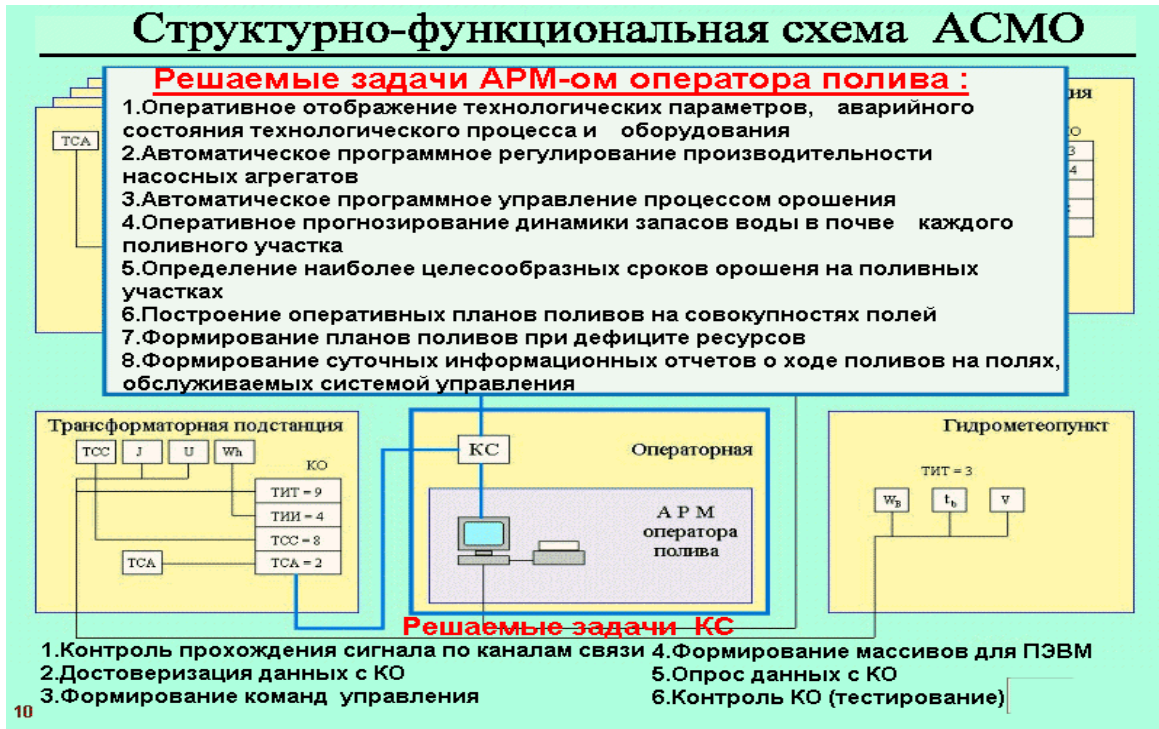 Структурно-функциональная схема АСМО
Решаемые задачи АРМ-ом оператора полива :
1.Оперативное отображение технологических параметров, аварийного
состояния технологического процесса и оборудования
2.Автоматическое программное регулирование производительности
насосных агрегатов
3.Автоматическое программное управление процессом орошения
4.Оперативное прогнозирование динамики запасов воды в почве каждого
поливного участка
5.Определение наиболее целесообразных сроков орошеня на поливных
участках
6.Построение оперативных планов поливов на совокупностях полей
7.Формирование планов поливов при дефиците ресурсов
8.Формирование суточных информационных отчетов о ходе поливов на полях,
обслуживаемых системой управления
ТСА
ия
О
3
4
Трансформаторная подстанция
ТСС J U Wh
КО
ТИТ = 9
ТИИ = 4
ТСС = 8
ТСА = 2
ТСА
КС
Операторная
А Р М
оператора
полива
Гидрометеопункт
ТИТ = 3
WВ tb V
Решаемые задачи КС
1.Контроль прохождения сигнала по каналам связи
2.Достоверизация данных с КО
3.Формирование команд управления
4.Формирование массивов для ПЭВМ
5.Опрос данных с КО
6.Контроль КО (тестирование)
10